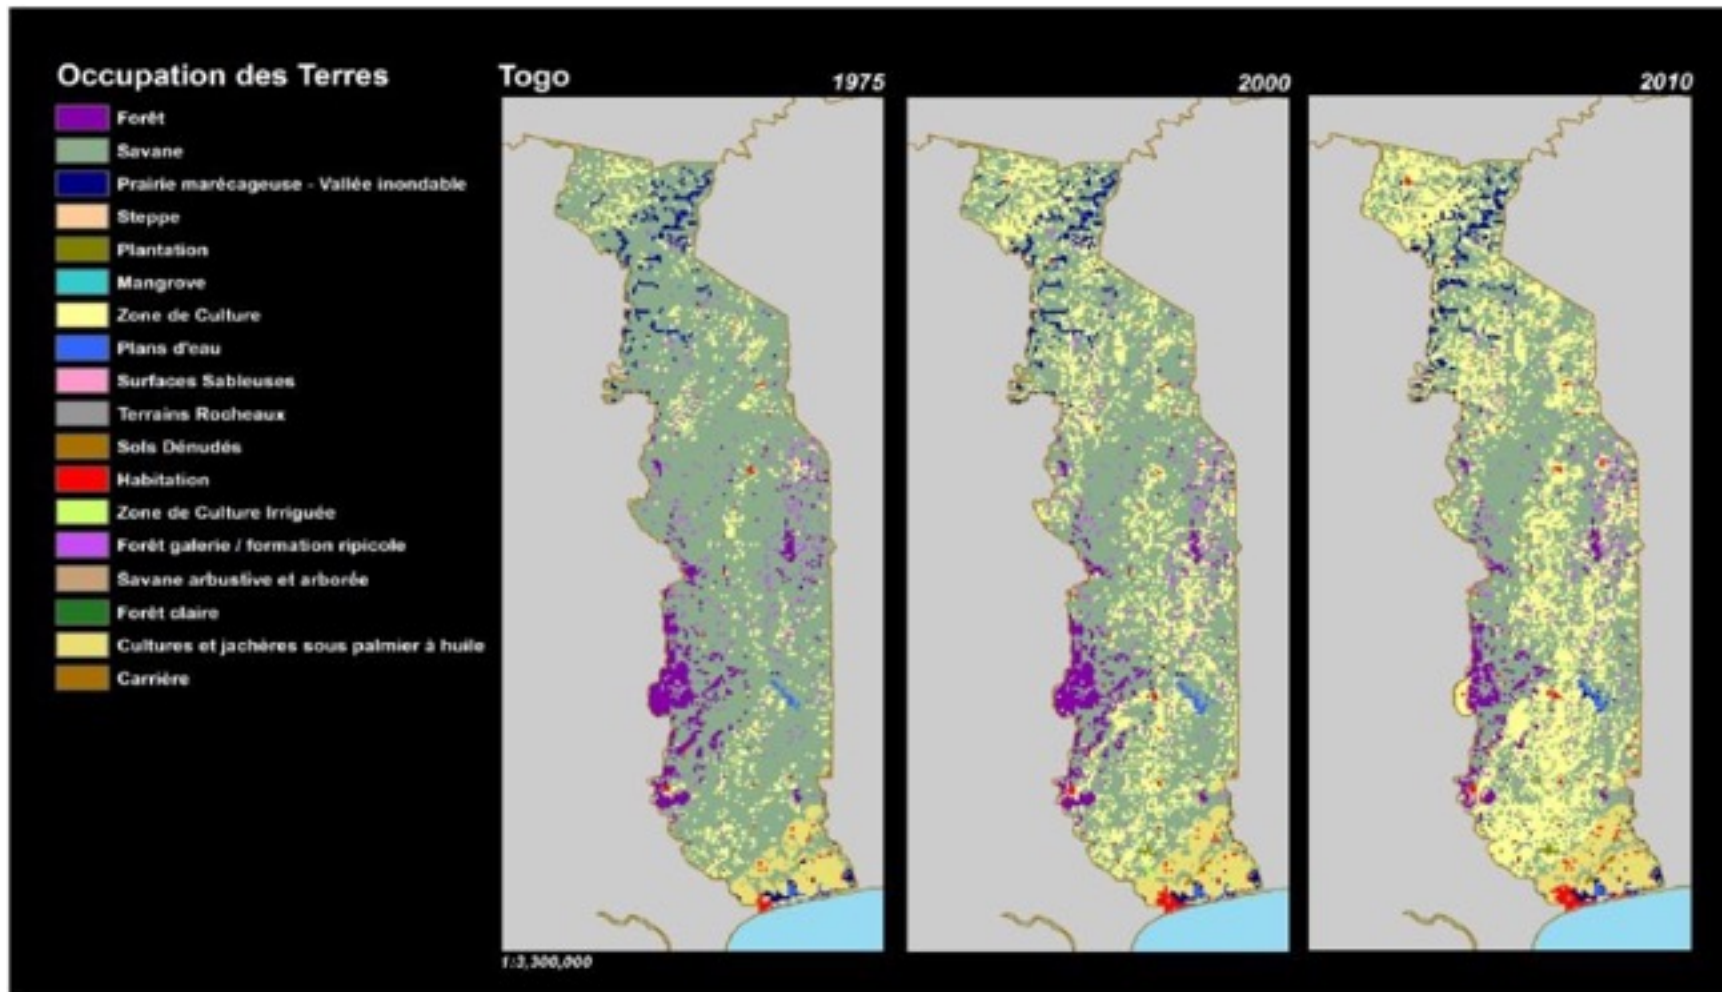 Occupation des Terres
Forêt
Savane
Prairie marécageuse - Vallée inondable
Steppe
Plantation
Mangrove
Zone de Culture
Plans d'eau
Surfaces Sableuses
Terrains Rocheaux
Sols Dénudés
Habitation
Zone de Culture Irriguée
Forêt galerie / formation ripicole
Savane arbustive et arborée
Forêt claire
Cultures et jachères sous palmier à huile
Carrière
Togo
1975
2000
2010
1:3,300,000